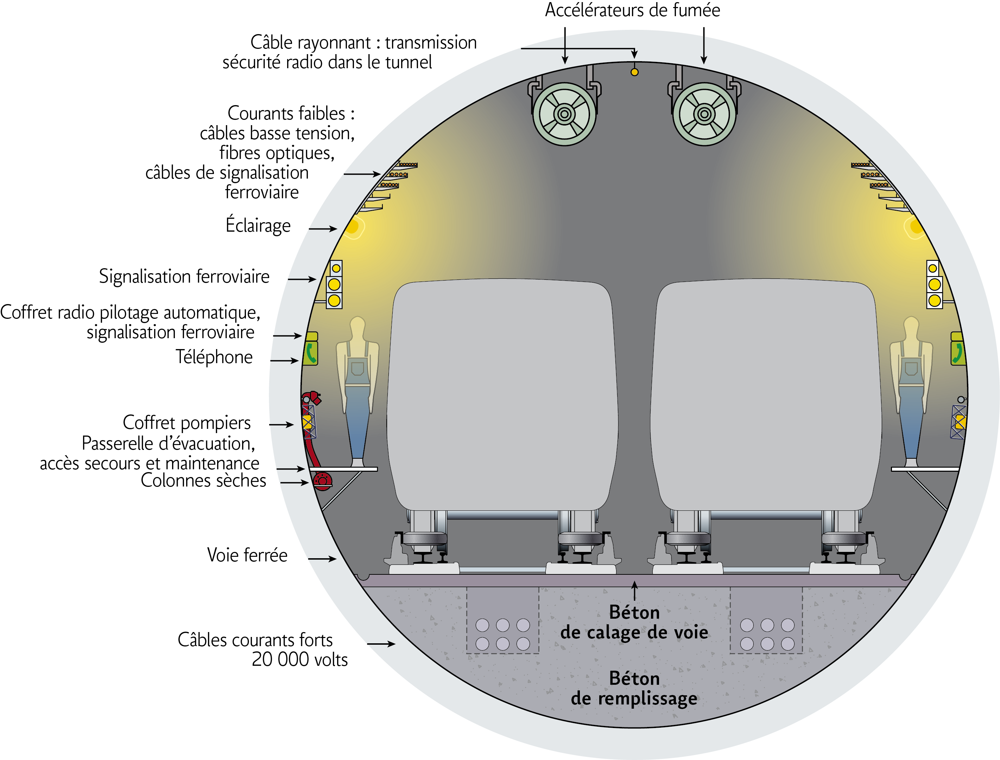 Accélérateurs de fumée
Câble rayonnant : transmission
sécurité radio dans le tunnel
Courants faibles :
câbles basse tension,
fibres optiques,
câbles de signalisation
ferroviaire
Éclairage
Signalisation ferroviaire
Coffret radio pilotage automatique,
signalisation ferroviaire
Téléphone
Coffret pompiers
Passerelle d’évacuation,
accès secours et maintenance
Colonnes sèches
Voie ferrée
Béton
de calage de voie
Câbles courants forts
20 000 volts
Béton
de remplissage